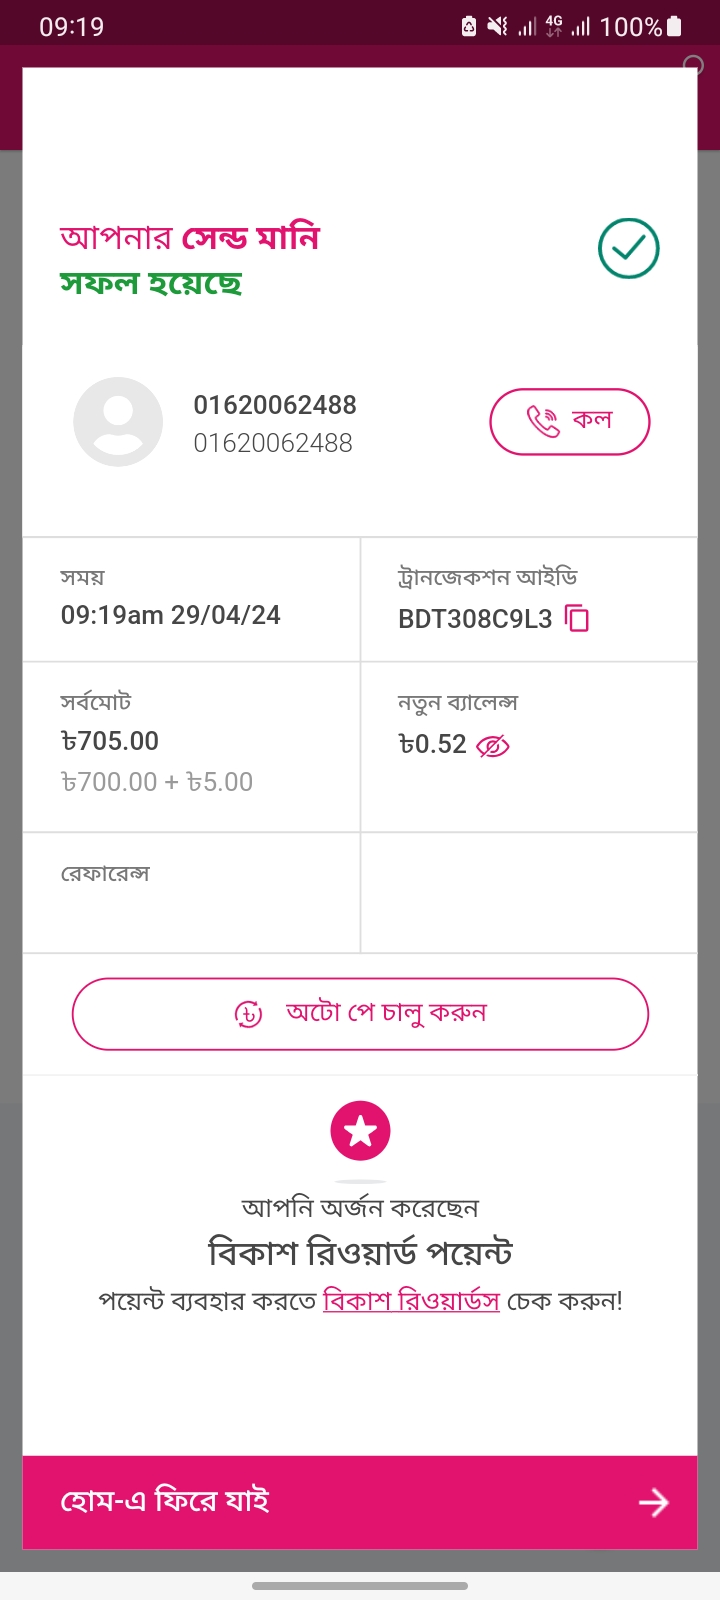 09:19
4G
100%
আপনার সেন্ড মানি
সফল হয়েছে
01620062488
01620062488
কল
সময়
09:19am 29/04/24
ট্রানজেকশন আইডি
BDT308C9L3
সর্বমোট
৳705.00
৳700.00 + ৳5.00
নতুন ব্যালেন্স
৳0.52
রেফারেন্স
অটো পে চালু করুন
আপনি অর্জন করেছেন
বিকাশ রিওয়ার্ড পয়েন্ট
পয়েন্ট ব্যবহার করতে বিকাশ রিওয়ার্ডস চেক করুন!
হোম-এ ফিরে যাই